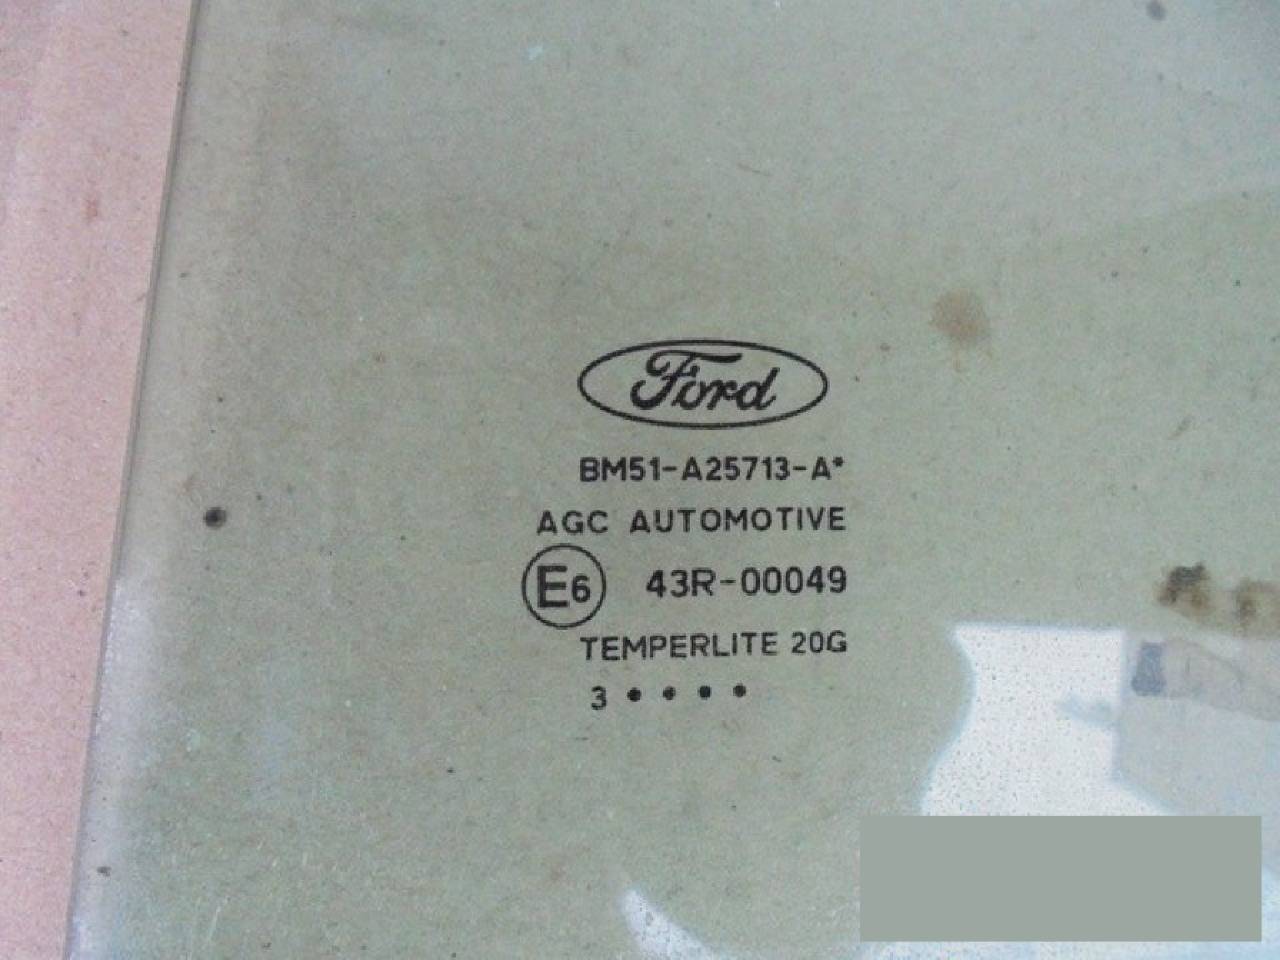 Ford
BM51-A25713-A*
AGC AUTOMOTIVE
E6 43R-00049
TEMPERLITE 20G
3 • • • •